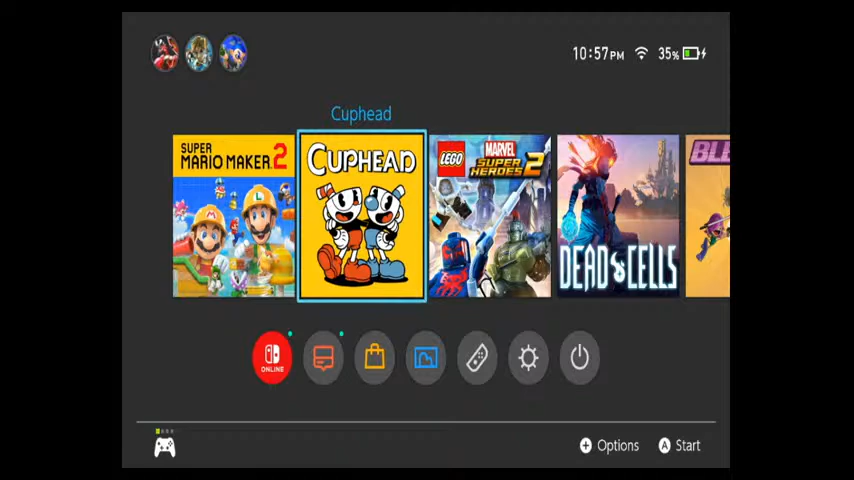 10:57PM 35%
Cuphead
SUPER
MARIO MAKER 2
CUPHEAD
LEGO MARVEL
SUPER
HEROES 2
DEAD CELLS
BLE
ONLINE
Options Start